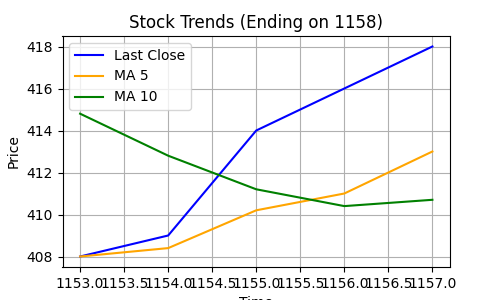 Stock Trends (Ending on 1158)
Last Close
MA 5
MA 10
Price
418
416
414
412
410
408
1153.0 1153.5 1154.0 1154.5 1155.0 1155.5 1156.0 1156.5 1157.0
Time